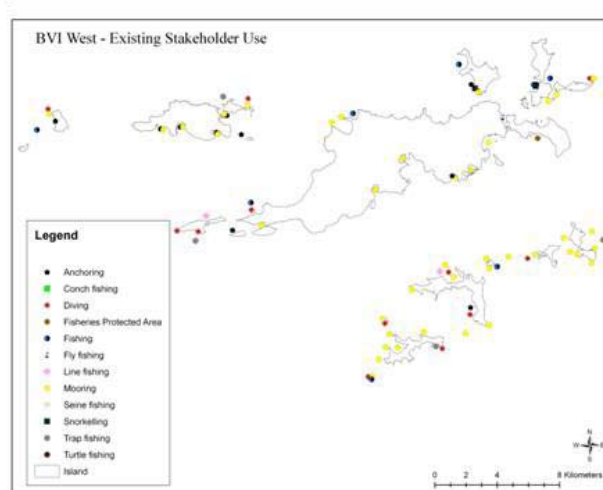 BVI West - Existing Stakeholder Use
Legend
Anchoring
Conch fishing
Diving
Fisheries Protected Area
Fishing
Fly fishing
Line fishing
Mooring
Seine fishing
Snorkelling
Trap fishing
Turtle fishing
Island
N
W E
S
0 2 4 8 Kilometers